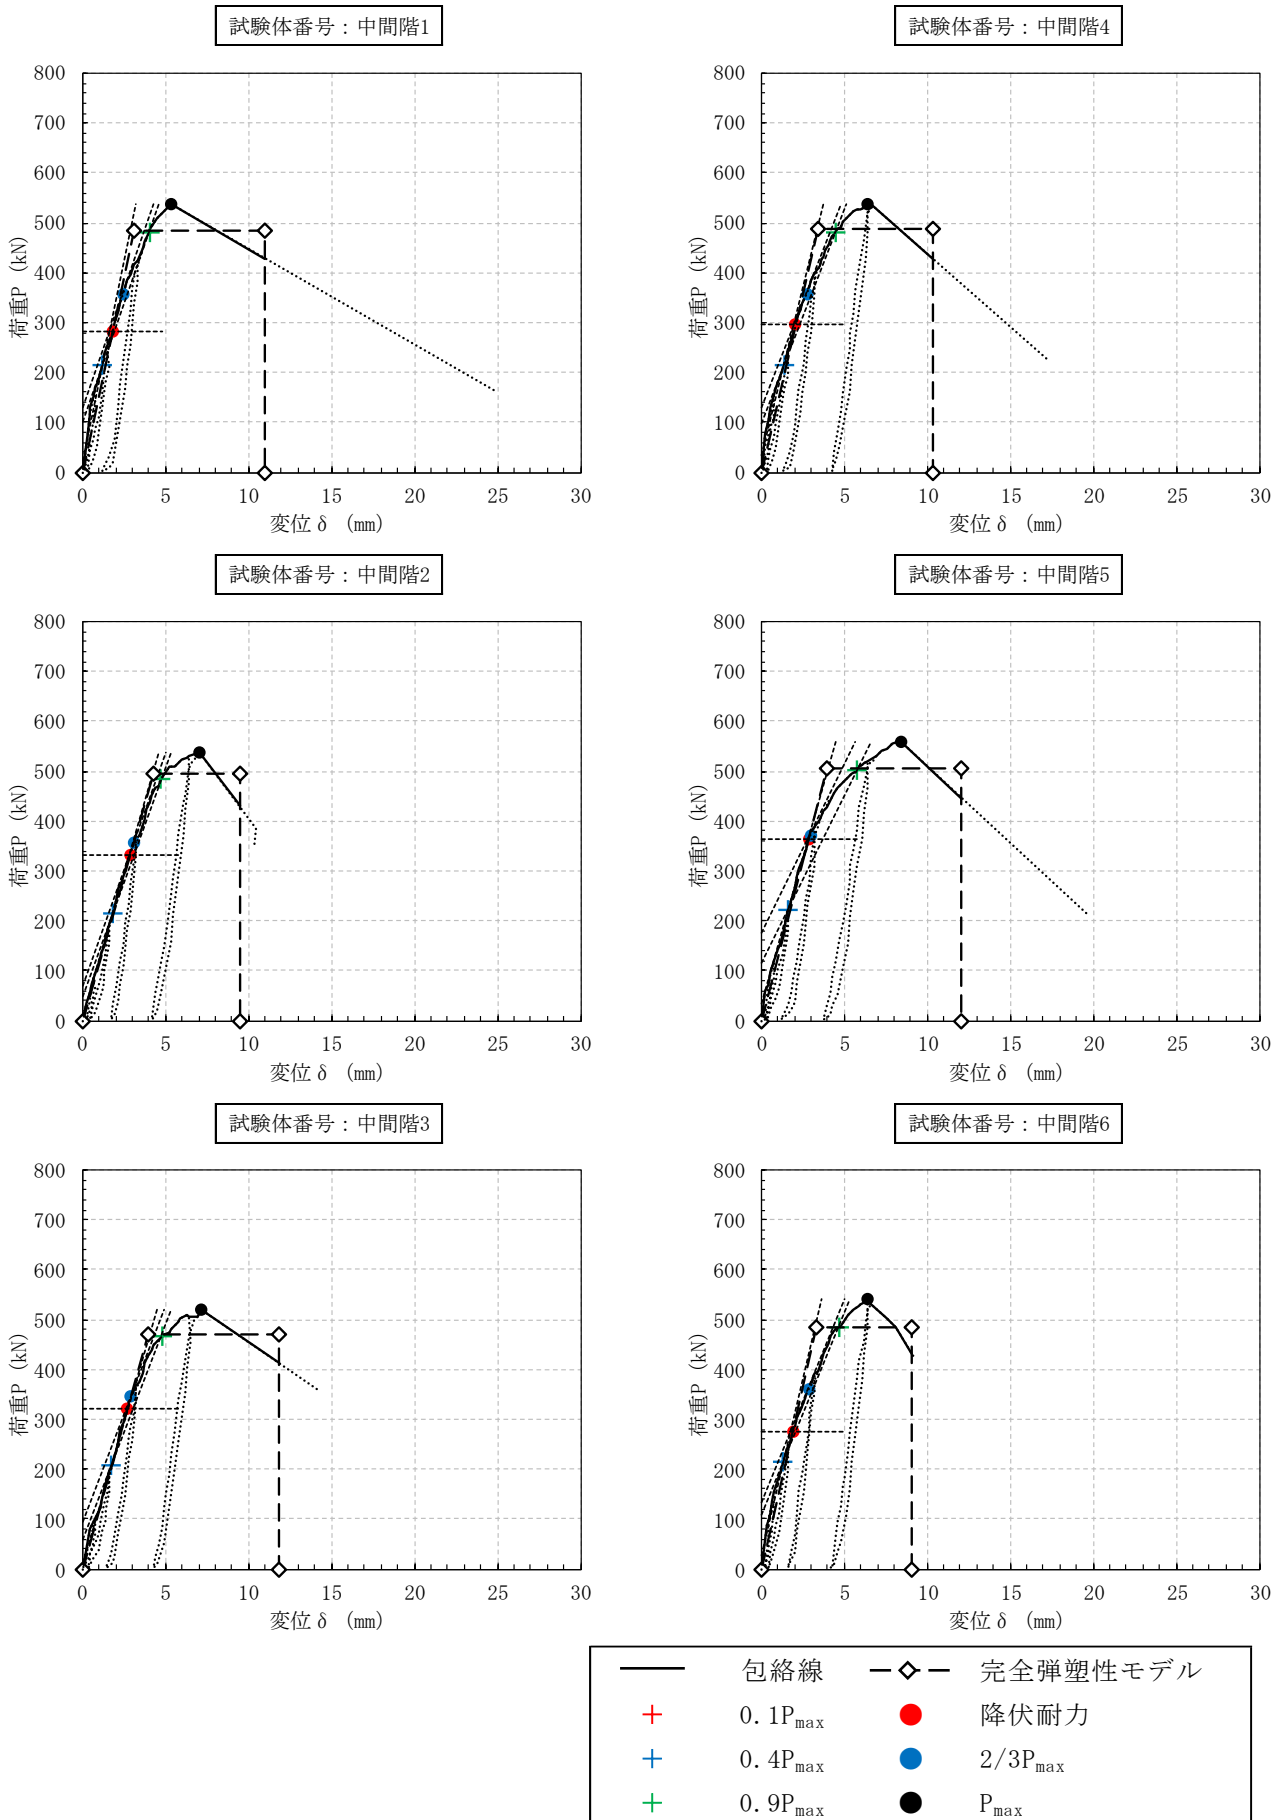 試験体番号：中間階1
800
700
600
500
400
300
200
100
0
荷重P (kN)
0 5 10 15 20 25 30
変位δ (mm)
試験体番号：中間階4
800
700
600
500
400
300
200
100
0
荷重P (kN)
0 5 10 15 20 25 30
変位δ (mm)
試験体番号：中間階2
800
700
600
500
400
300
200
100
0
荷重P (kN)
0 5 10 15 20 25 30
変位δ (mm)
試験体番号：中間階5
800
700
600
500
400
300
200
100
0
荷重P (kN)
0 5 10 15 20 25 30
変位δ (mm)
試験体番号：中間階3
800
700
600
500
400
300
200
100
0
荷重P (kN)
0 5 10 15 20 25 30
変位δ (mm)
試験体番号：中間階6
800
700
600
500
400
300
200
100
0
荷重P (kN)
0 5 10 15 20 25 30
変位δ (mm)
包絡線 完全弾塑性モデル
0.1Pmax 降伏耐力
0.4Pmax 2/3Pmax
0.9Pmax Pmax